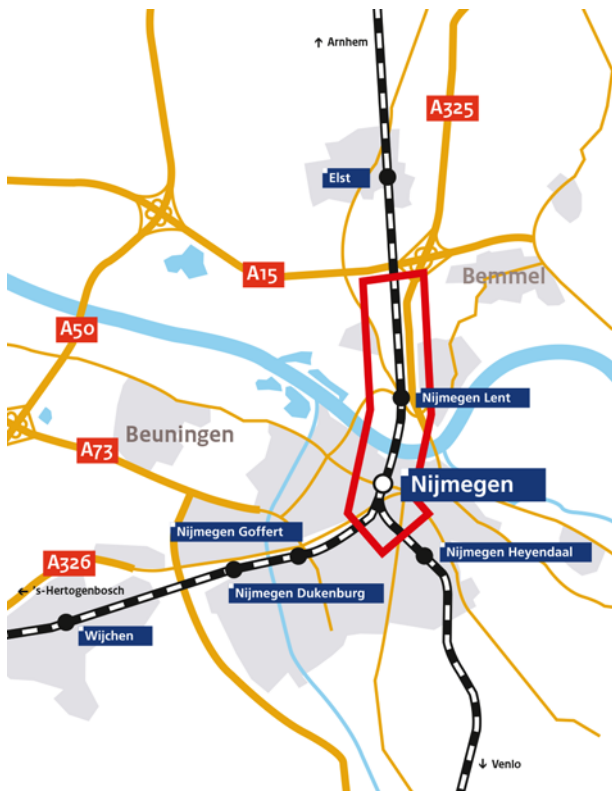 ↑ Arnhem
A325
Elst
A15
Bemmel
A50
Nijmegen Lent
Beuningen
A73
Nijmegen
Nijmegen Goffert
Nijmegen Heyendaal
A326
← 's-Hertogenbosch
Nijmegen Dukenburg
Wijchen
↓ Venlo